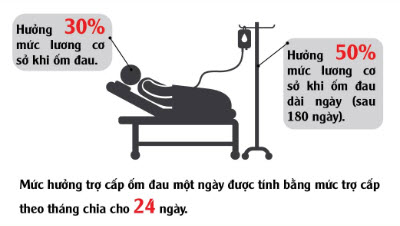 Hưởng 30%
mức lương cơ
sở khi ốm đau.
Hưởng 50%
mức lương cơ
sở khi ốm đau
dài ngày (sau
180 ngày).
Mức hưởng trợ cấp ốm đau một ngày được tính bằng mức trợ cấp
theo tháng chia cho 24 ngày.